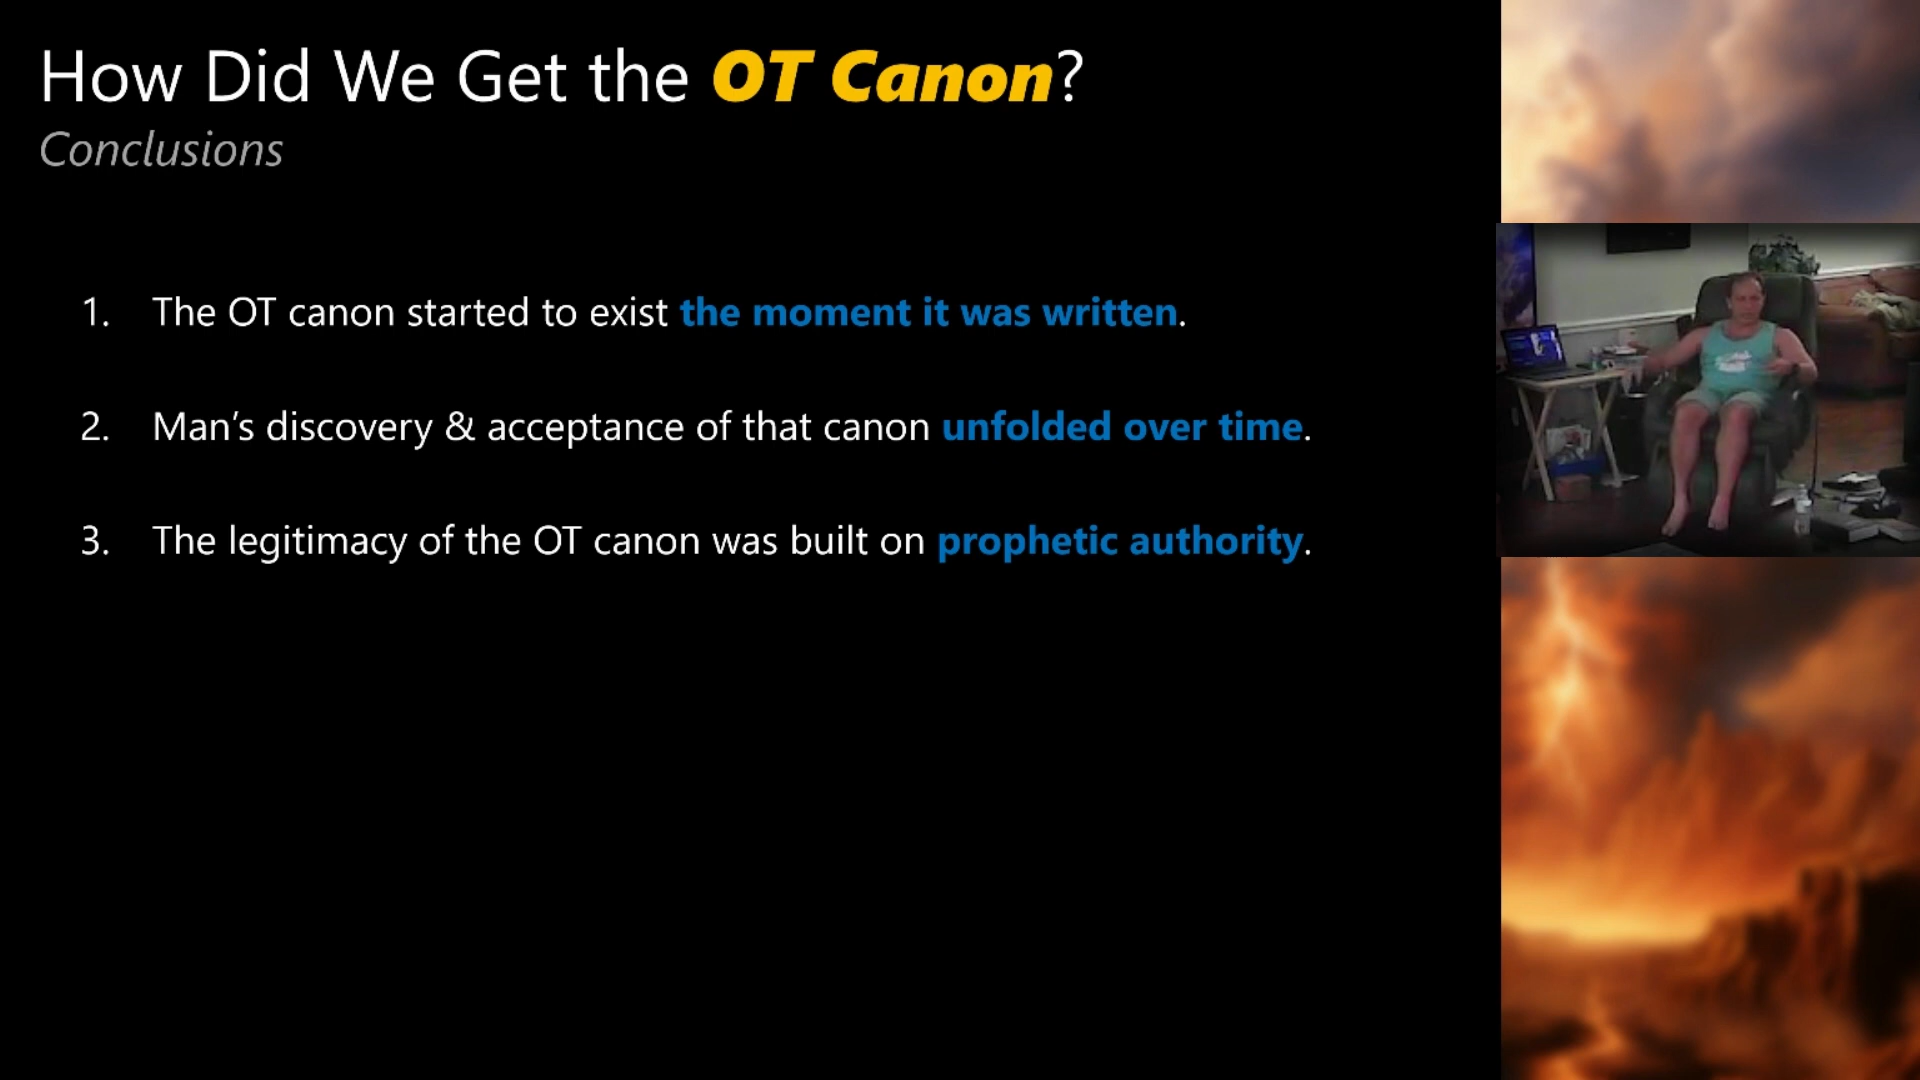 How Did We Get the OT Canon?
Conclusions
1. The OT canon started to exist the moment it was written.
2. Man’s discovery & acceptance of that canon unfolded over time.
3. The legitimacy of the OT canon was built on prophetic authority.